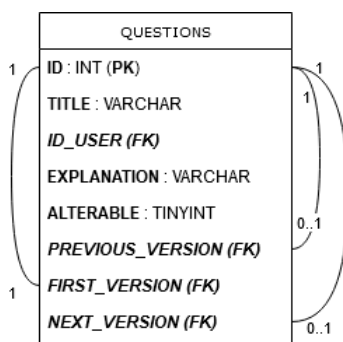 QUESTIONS
1 ID : INT (PK) 1
TITLE : VARCHAR 1
ID_USER (FK)
EXPLANATION : VARCHAR
ALTERABLE : TINYINT
0..1
PREVIOUS_VERSION (FK)
1 FIRST_VERSION (FK)
NEXT_VERSION (FK) 0..1